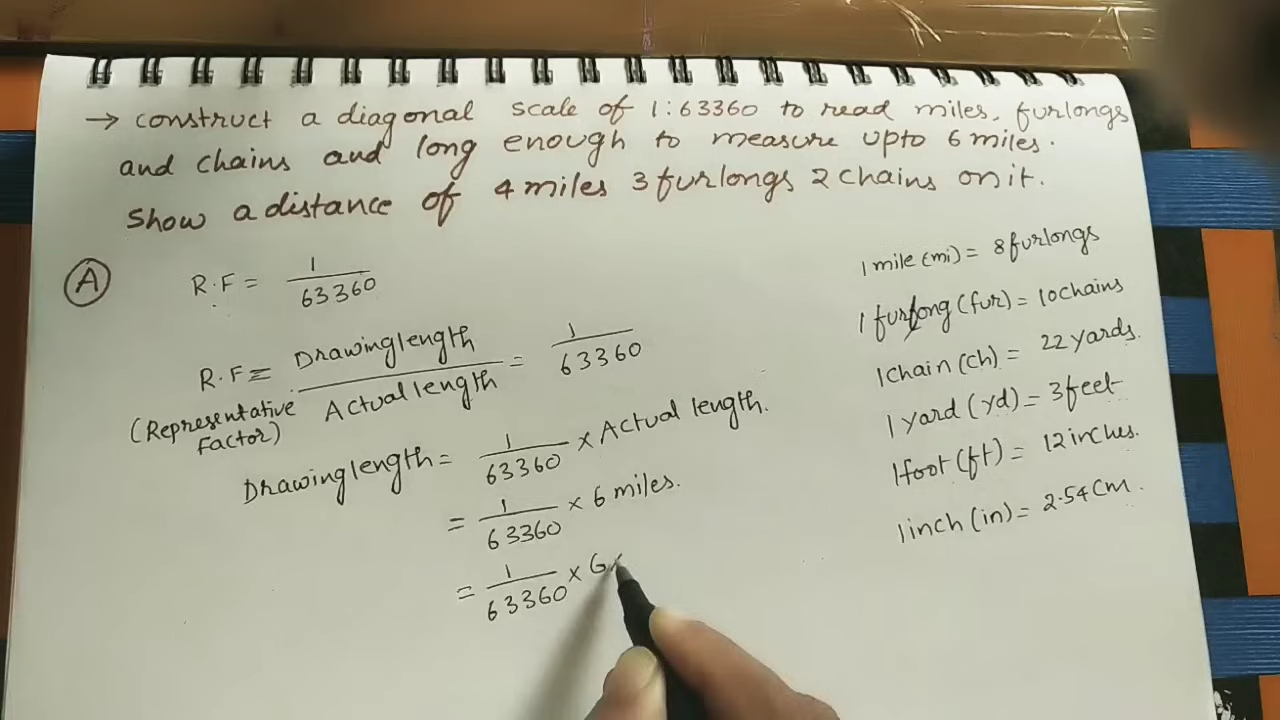 → construct a diagonal scale of 1:63360 to read miles, furlongs
and chains and long enough to measure upto 6 miles.
Show a distance of 4 miles 3 furlongs 2 chains on it.
A R.F = 1/63360
R.F = Drawing length/Actual length = 1/63360
(Representative
Factor)
Drawing length = 1/63360 × Actual length.
= 1/63360 × 6 miles.
= 1/63360 × 6
1 mile (mi) = 8 furlongs
1 furlong (fur) = 10 chains
1 chain (ch) = 22 yards.
1 yard (yd) = 3 feet
1 foot (ft) = 12 inches.
1 inch (in) = 2.54 cm.